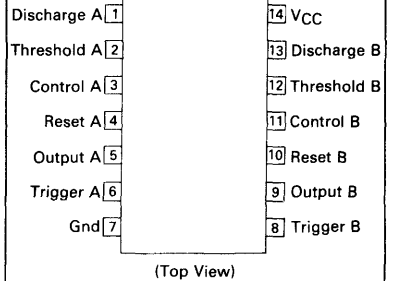 Discharge A 1 14 VCC
Threshold A 2 13 Discharge B
Control A 3 12 Threshold B
Reset A 4 11 Control B
Output A 5 10 Reset B
Trigger A 6 9 Output B
Gnd 7 8 Trigger B
(Top View)